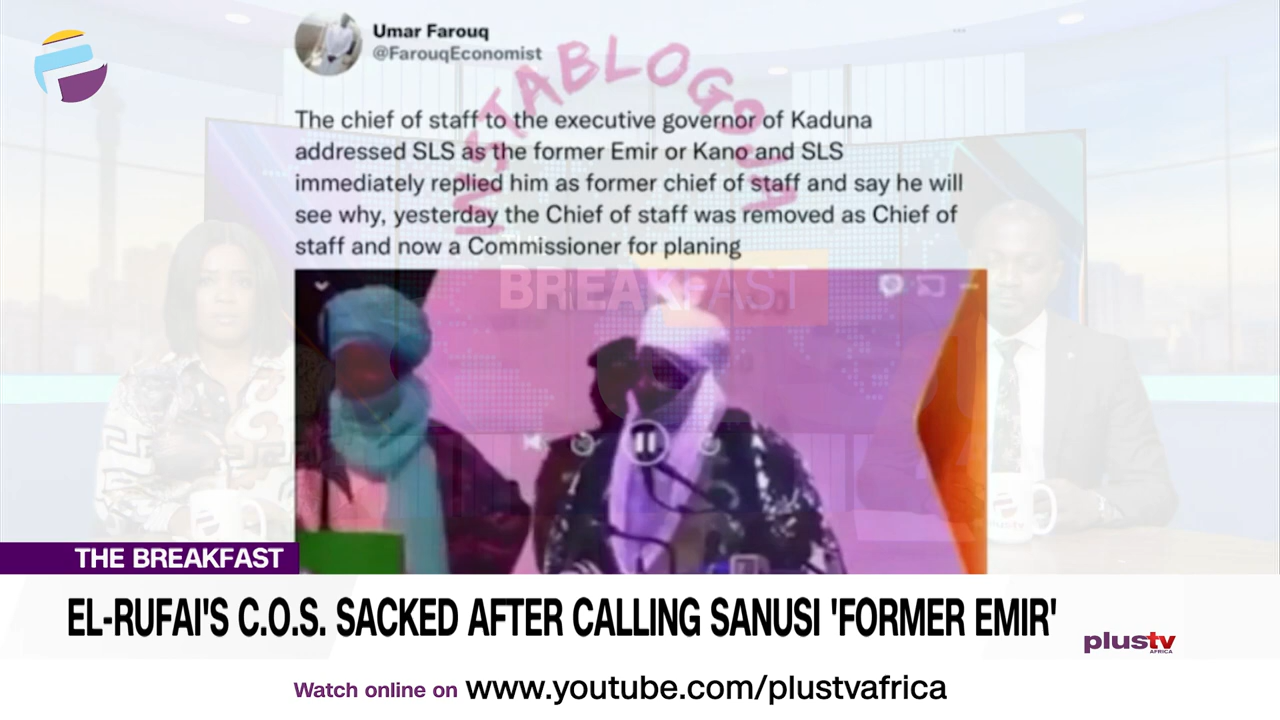 Umar Farouq
@FarouqEconomist
INSTABLOG9JA
The chief of staff to the executive governor of Kaduna
addressed SLS as the former Emir or Kano and SLS
immediately replied him as former chief of staff and say he will
see why, yesterday the Chief of staff was removed as Chief of
staff and now a Commissioner for planing
BREAKFAST
THE BREAKFAST
EL-RUFAI'S C.O.S. SACKED AFTER CALLING SANUSI 'FORMER EMIR'
plustv
AFRICA
Watch online on www.youtube.com/plustvafrica